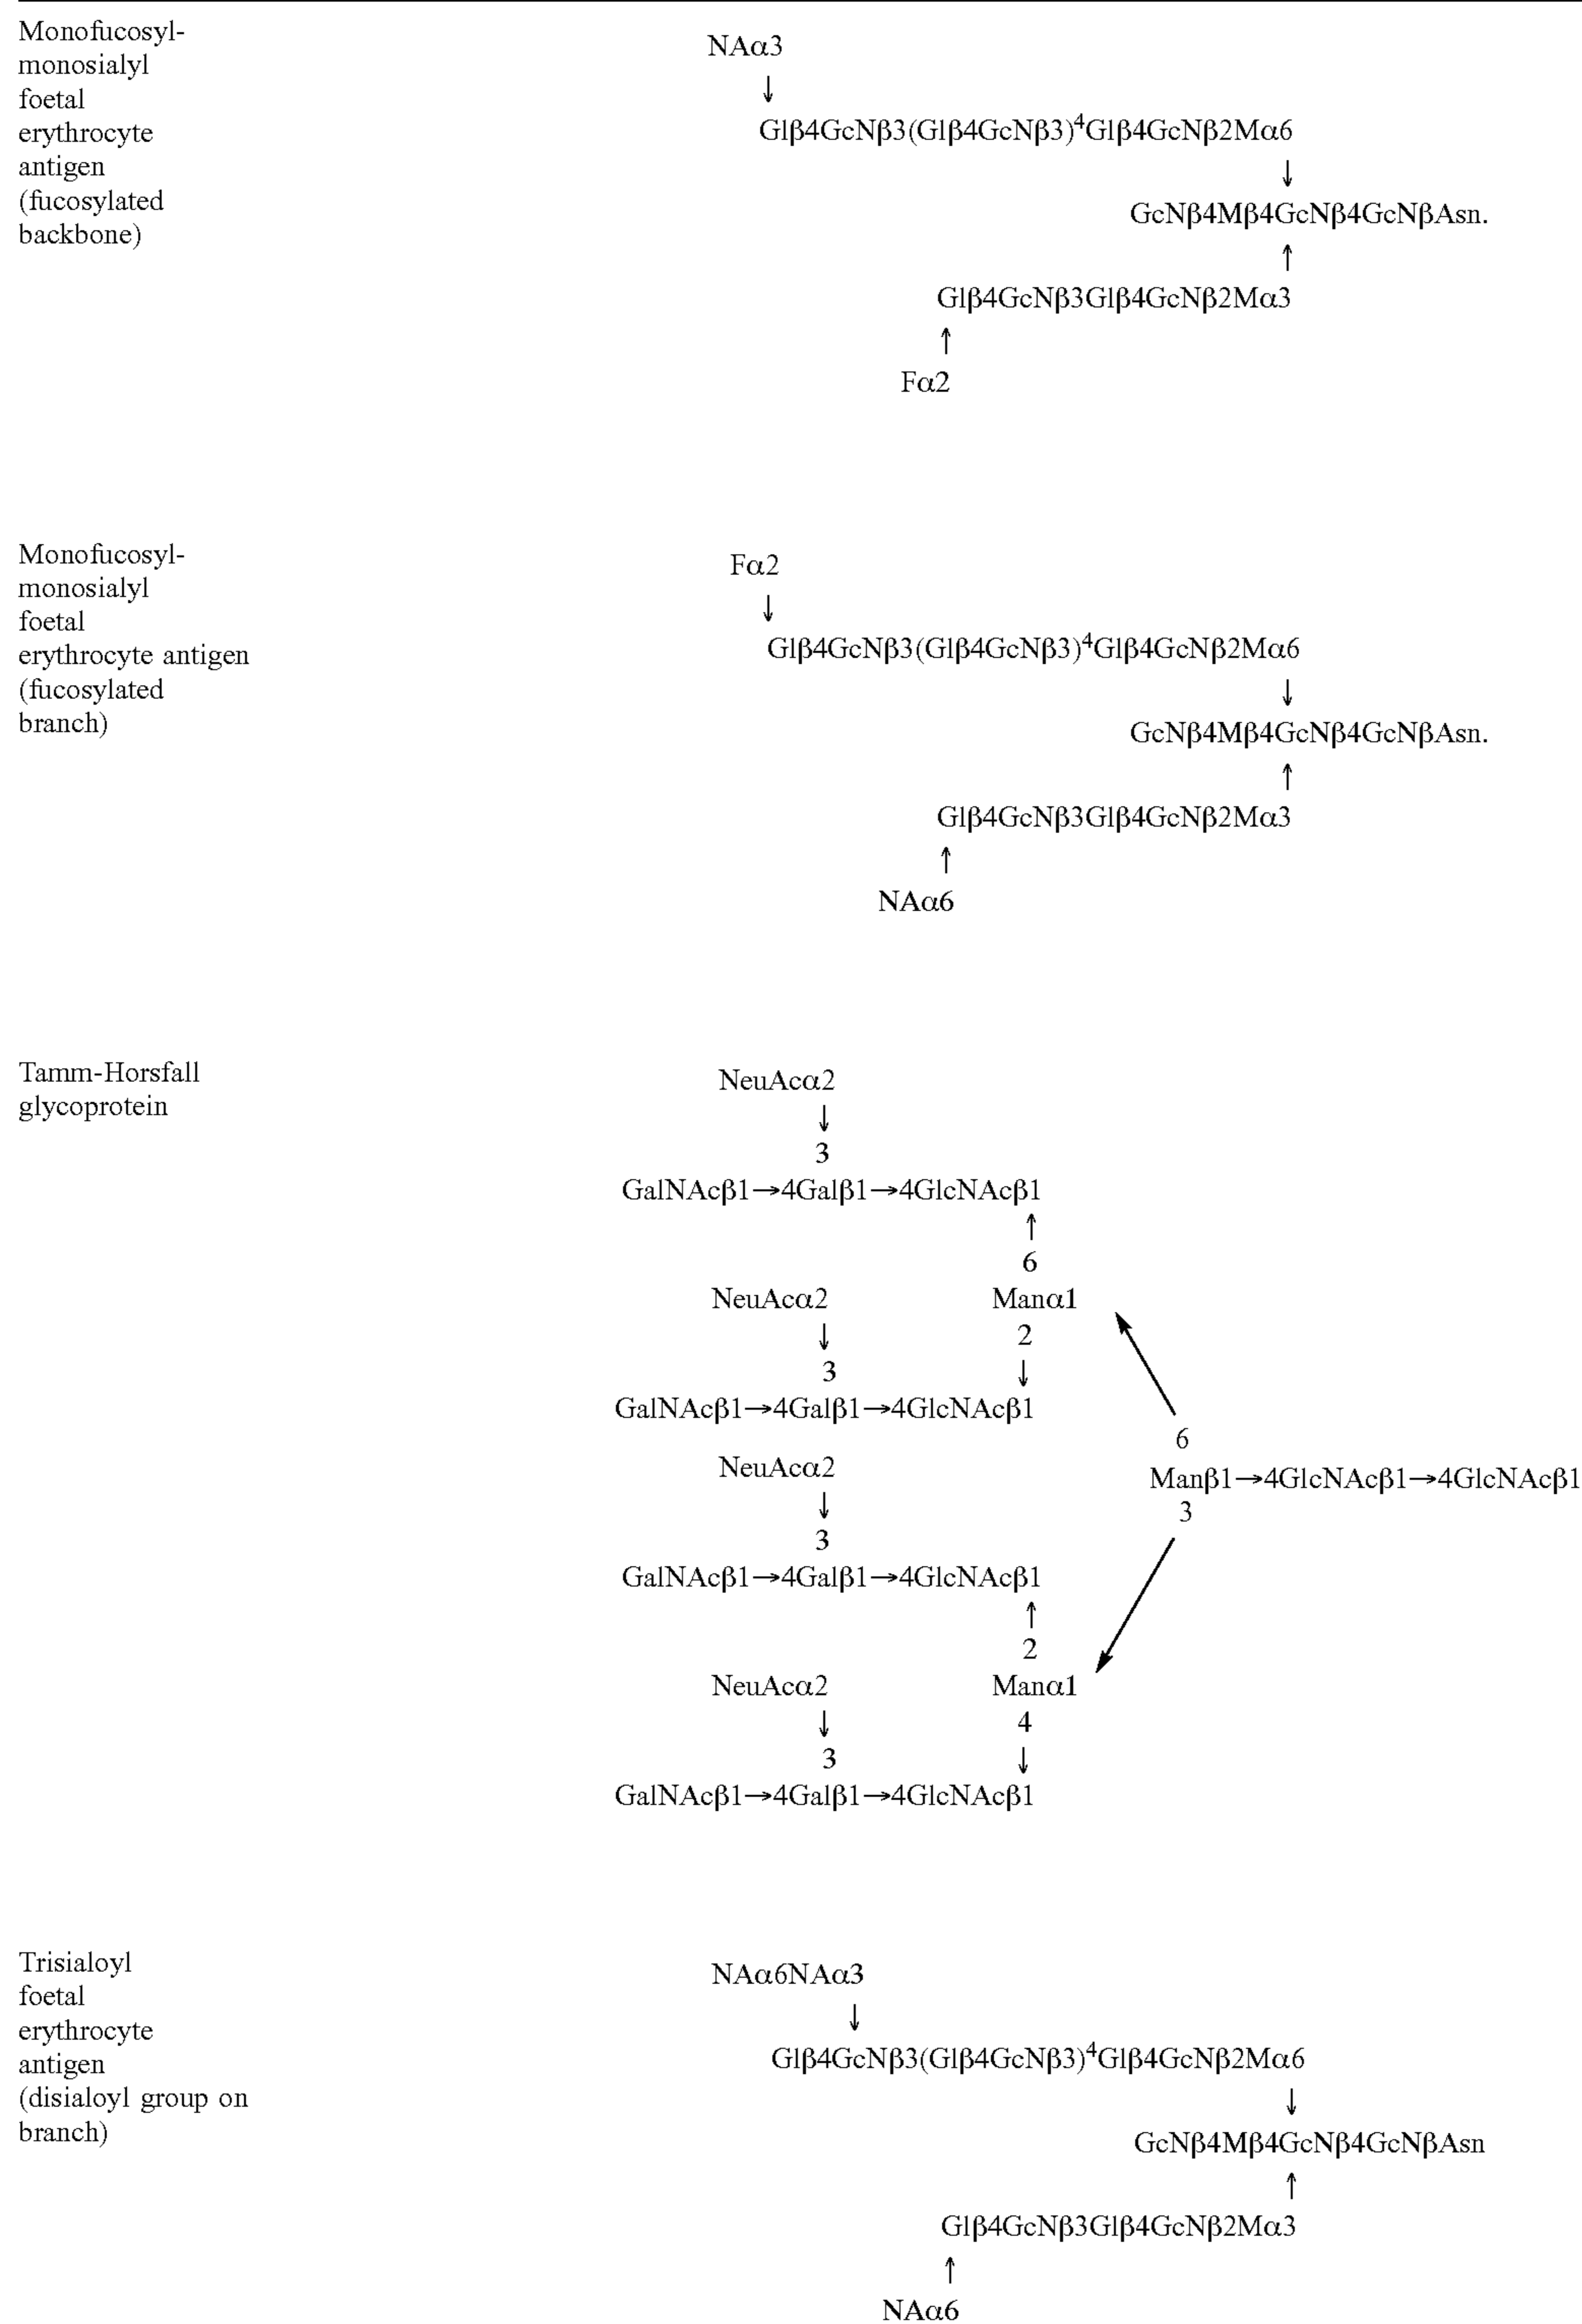 Monofucosyl-
monosialyl
foetal
erythrocyte
antigen
(fucosylated
backbone)
NAα3
↓
Glβ4GcNβ3(Glβ4GcNβ3)⁴Glβ4GcNβ2Mα6
↓
GcNβ4Mβ4GcNβ4GcNβAsn.
↑
Glβ4GcNβ3Glβ4GcNβ2Mα3
↑
Fα2
Monofucosyl-
monosialyl
foetal
erythrocyte antigen
(fucosylated
branch)
Fα2
↓
Glβ4GcNβ3(Glβ4GcNβ3)⁴Glβ4GcNβ2Mα6
↓
GcNβ4Mβ4GcNβ4GcNβAsn.
↑
Glβ4GcNβ3Glβ4GcNβ2Mα3
↑
NAα6
Tamm-Horsfall
glycoprotein
NeuAcα2
↓
3
GalNAcβ1→4Galβ1→4GlcNAcβ1
↑
6
NeuAcα2 Manα1
↓ 2
3 ↓
GalNAcβ1→4Galβ1→4GlcNAcβ1
6
NeuAcα2
Manβ1→4GlcNAcβ1→4GlcNAcβ1
↓
3
3
GalNAcβ1→4Galβ1→4GlcNAcβ1
↑
2
NeuAcα2 Manα1
↓ 4
3 ↓
GalNAcβ1→4Galβ1→4GlcNAcβ1
Trisialoyl
foetal
erythrocyte
antigen
(disialoyl group on
branch)
NAα6NAα3
↓
Glβ4GcNβ3(Glβ4GcNβ3)⁴Glβ4GcNβ2Mα6
↓
GcNβ4Mβ4GcNβ4GcNβAsn
↑
Glβ4GcNβ3Glβ4GcNβ2Mα3
↑
NAα6